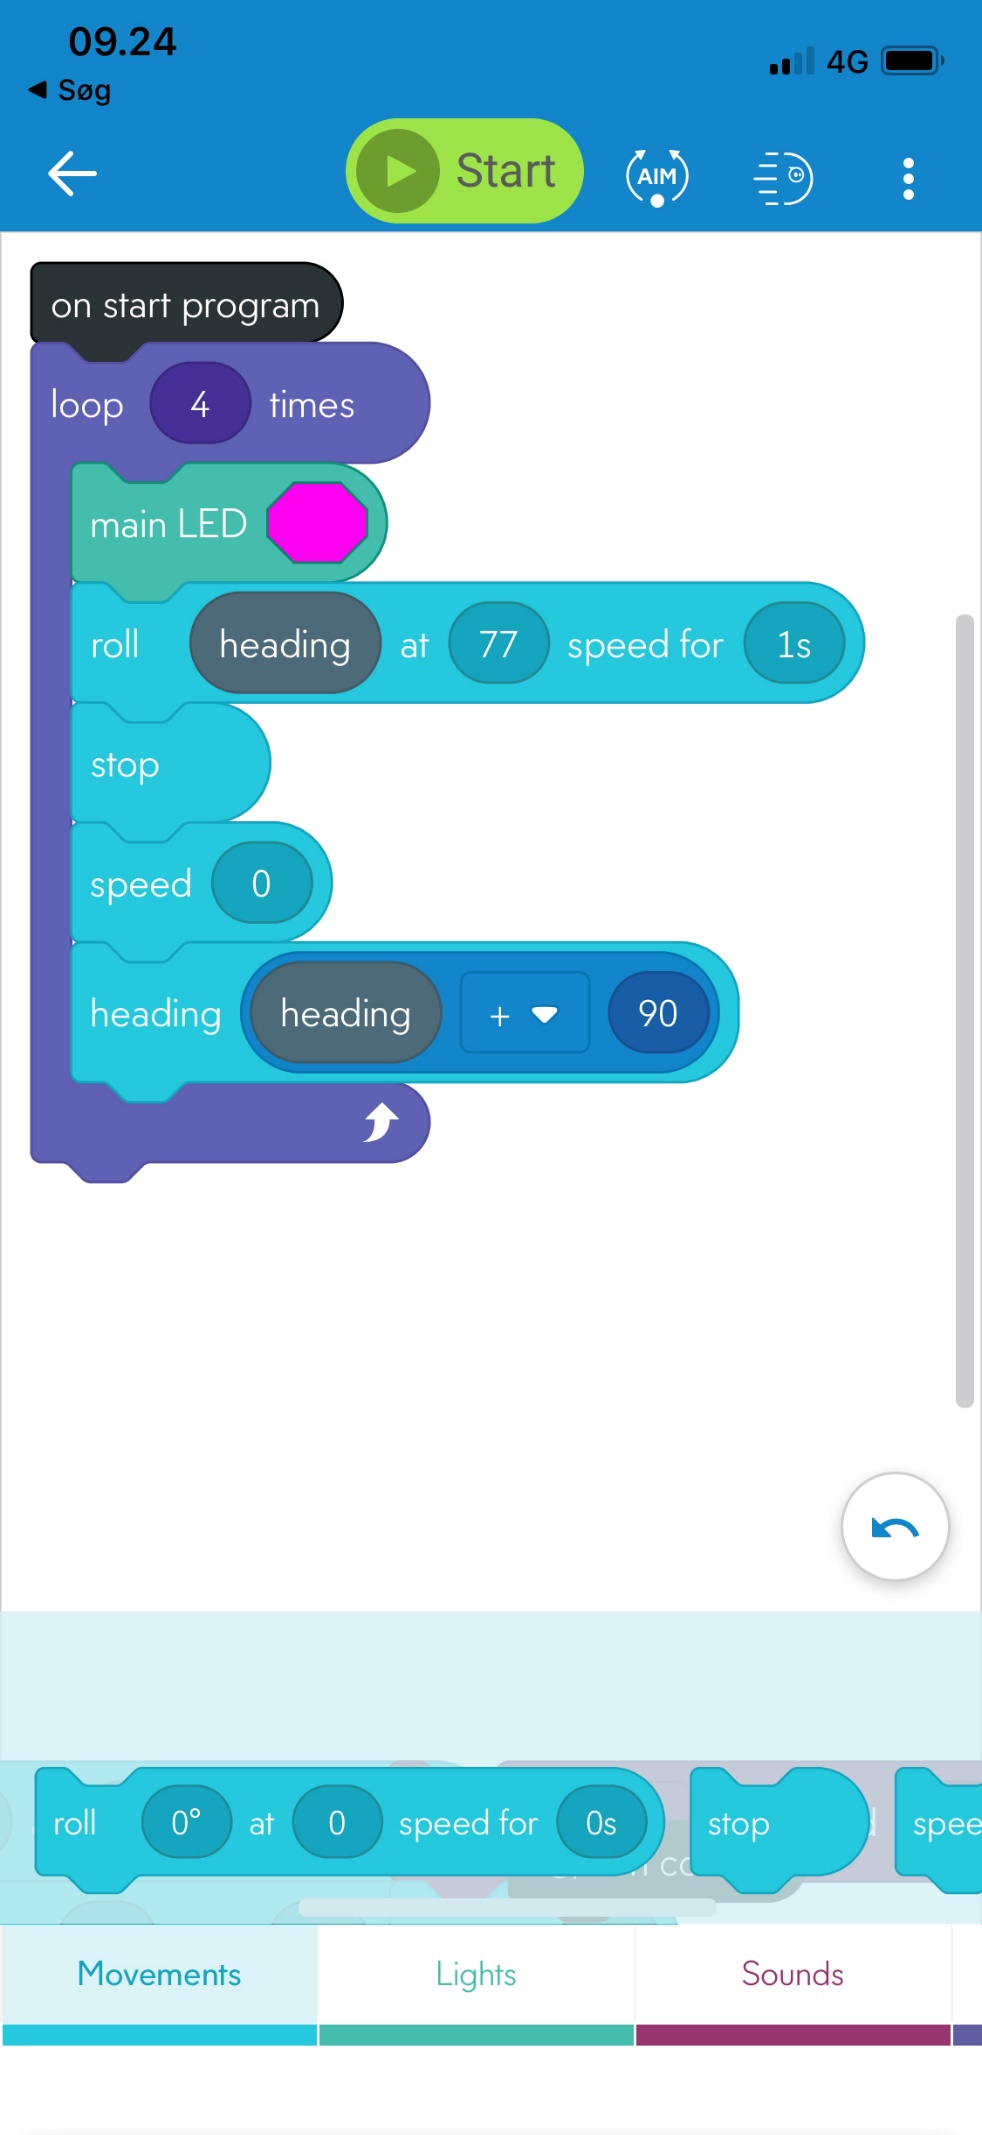 09.24
4G
Søg
Start
AIM
on start program
loop 4 times
main LED
roll heading at 77 speed for 1s
stop
speed 0
heading heading + 90
roll 0° at 0 speed for 0s stop spee
Movements Lights Sounds